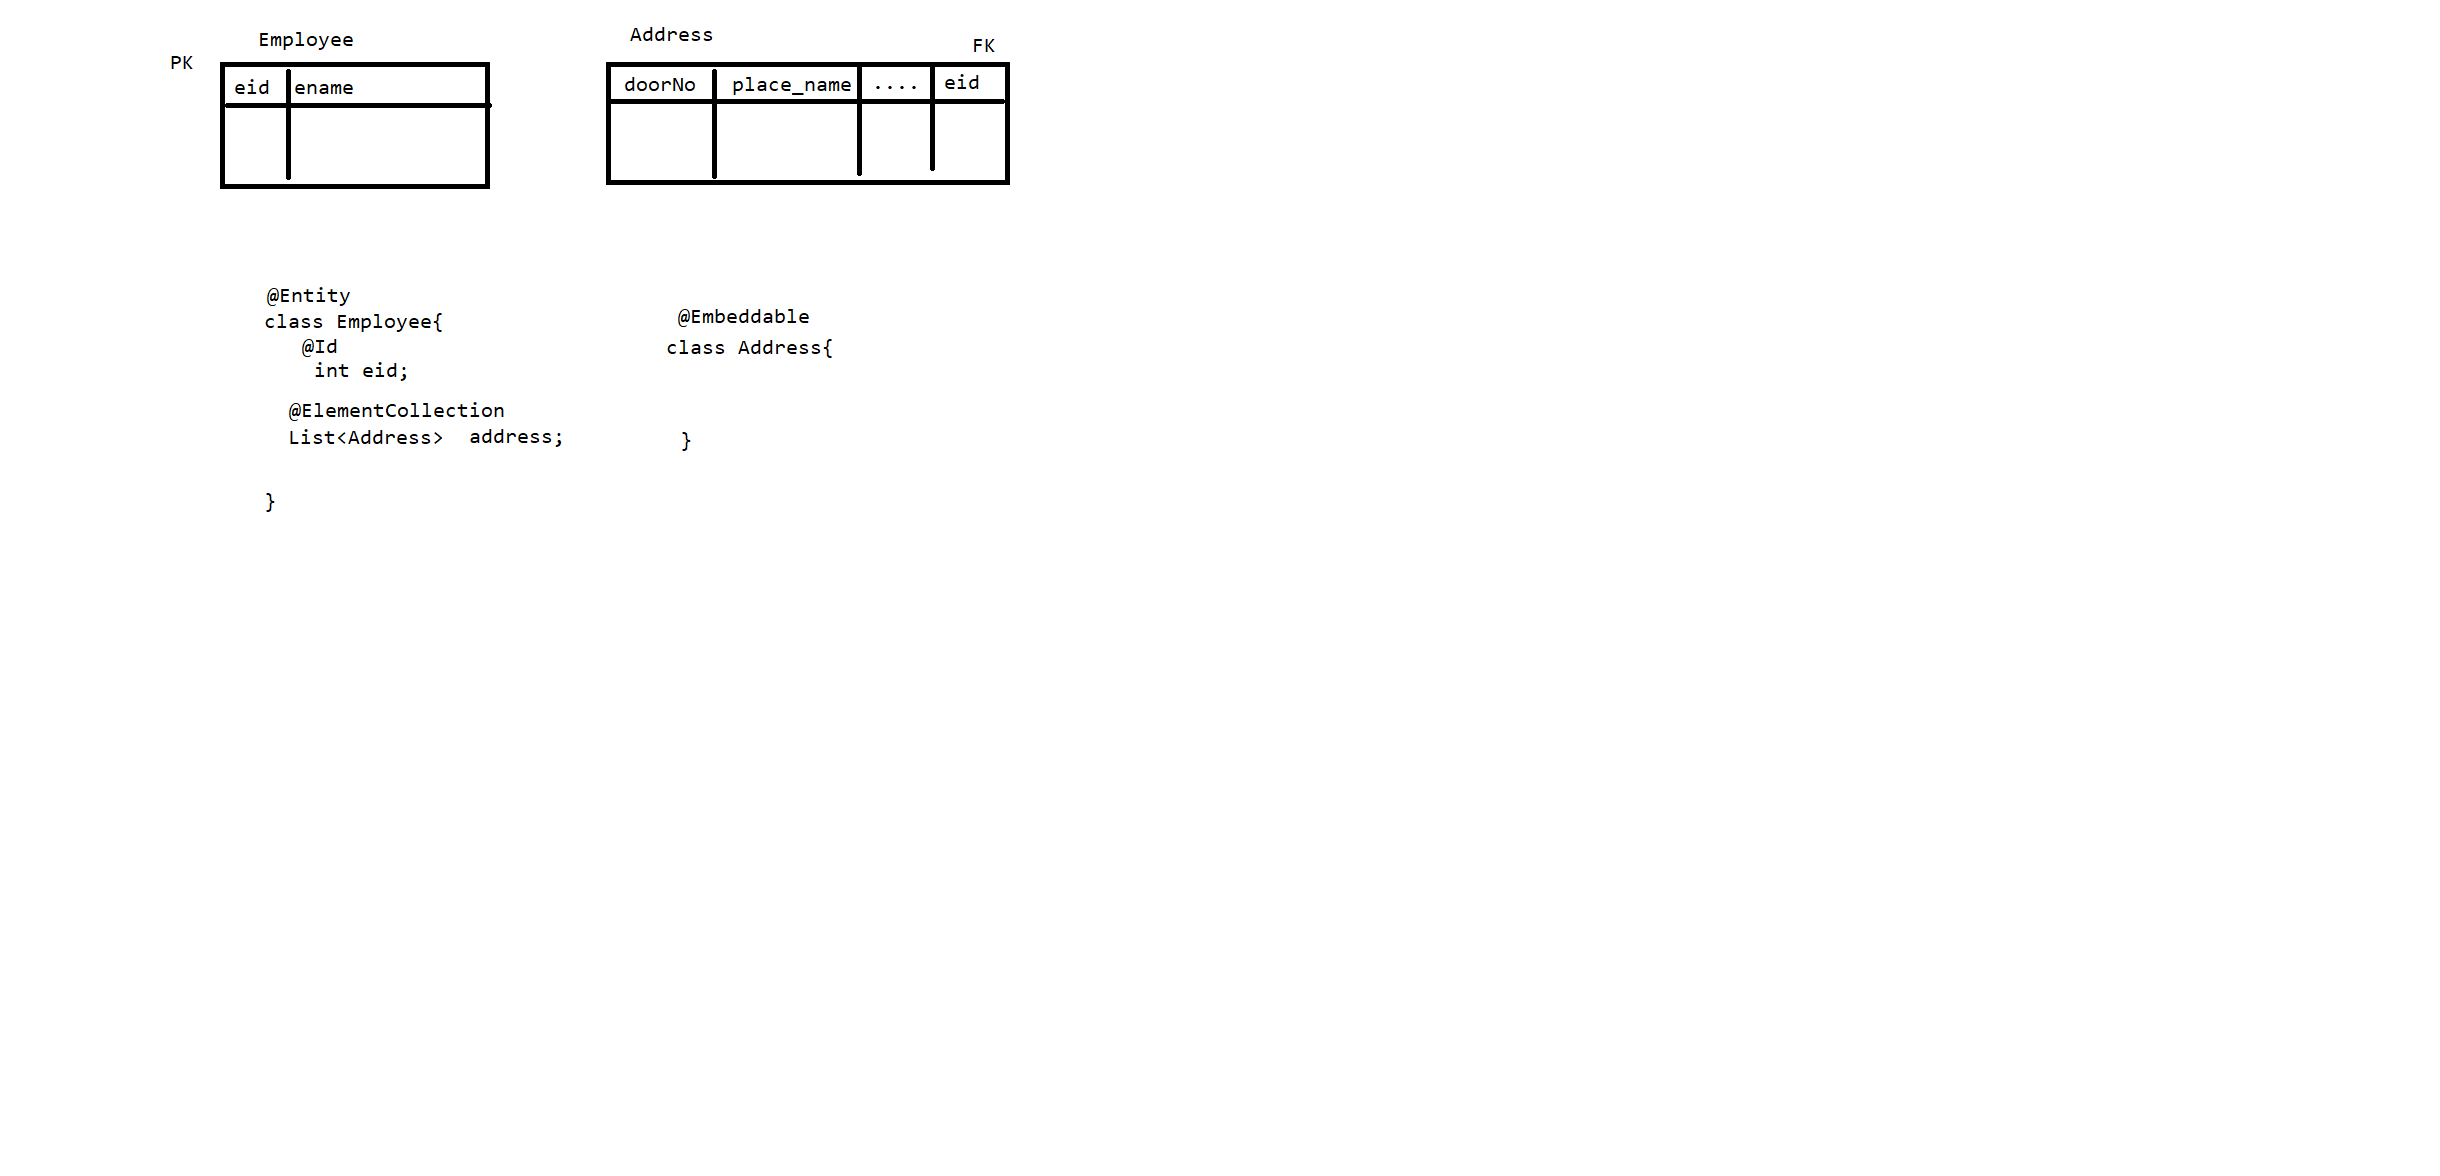 Employee
Address
PK
FK
eid ename
doorNo place_name .... eid
@Entity
class Employee{
@Id
int eid;
@ElementCollection
List<Address> address;
}
@Embeddable
class Address{
}